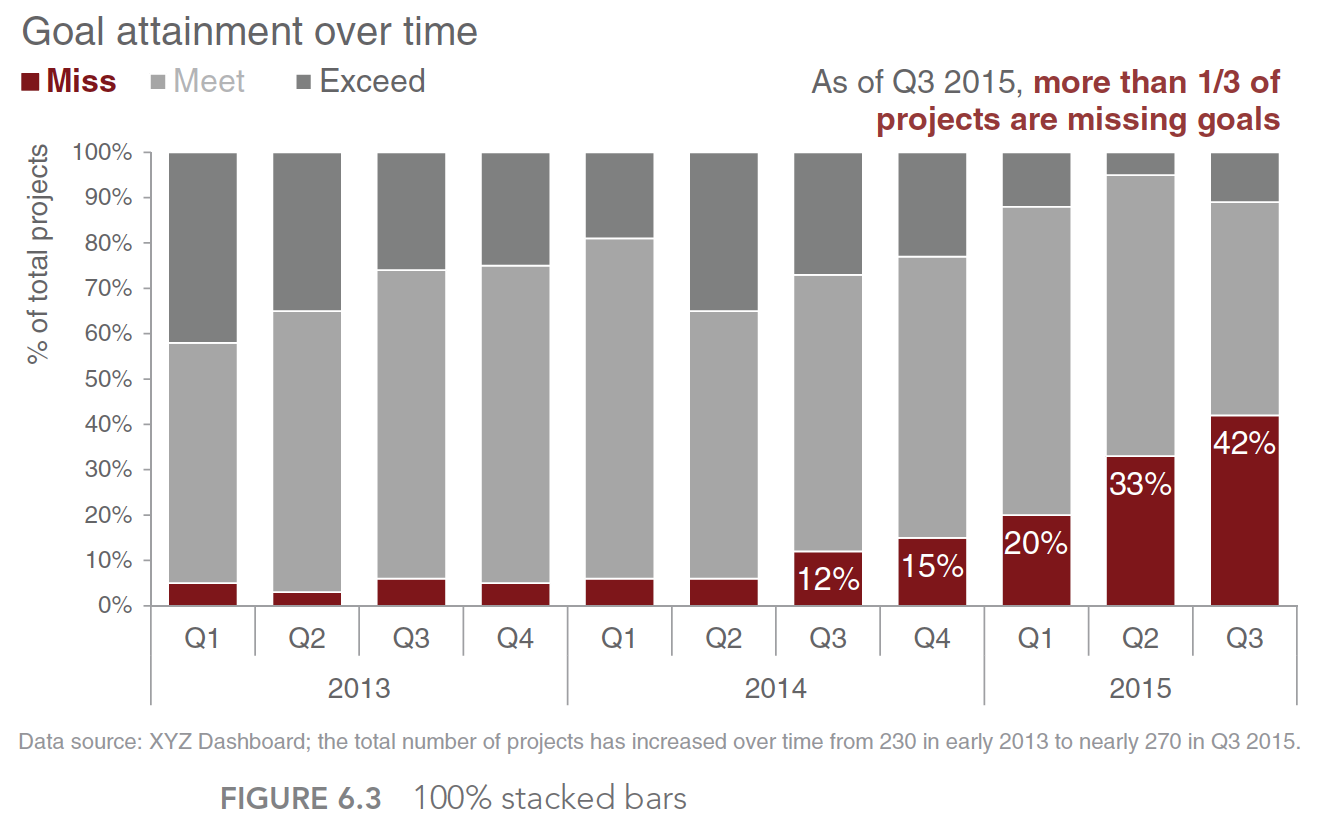 Goal attainment over time
Miss Meet Exceed
As of Q3 2015, more than 1/3 of
projects are missing goals
% of total projects
100%
90%
80%
70%
60%
50%
40%
30%
20%
10%
0%
12%
15%
20%
33%
42%
Q1 Q2 Q3 Q4 Q1 Q2 Q3 Q4 Q1 Q2 Q3
2013 2014 2015
Data source: XYZ Dashboard; the total number of projects has increased over time from 230 in early 2013 to nearly 270 in Q3 2015.
FIGURE 6.3 100% stacked bars